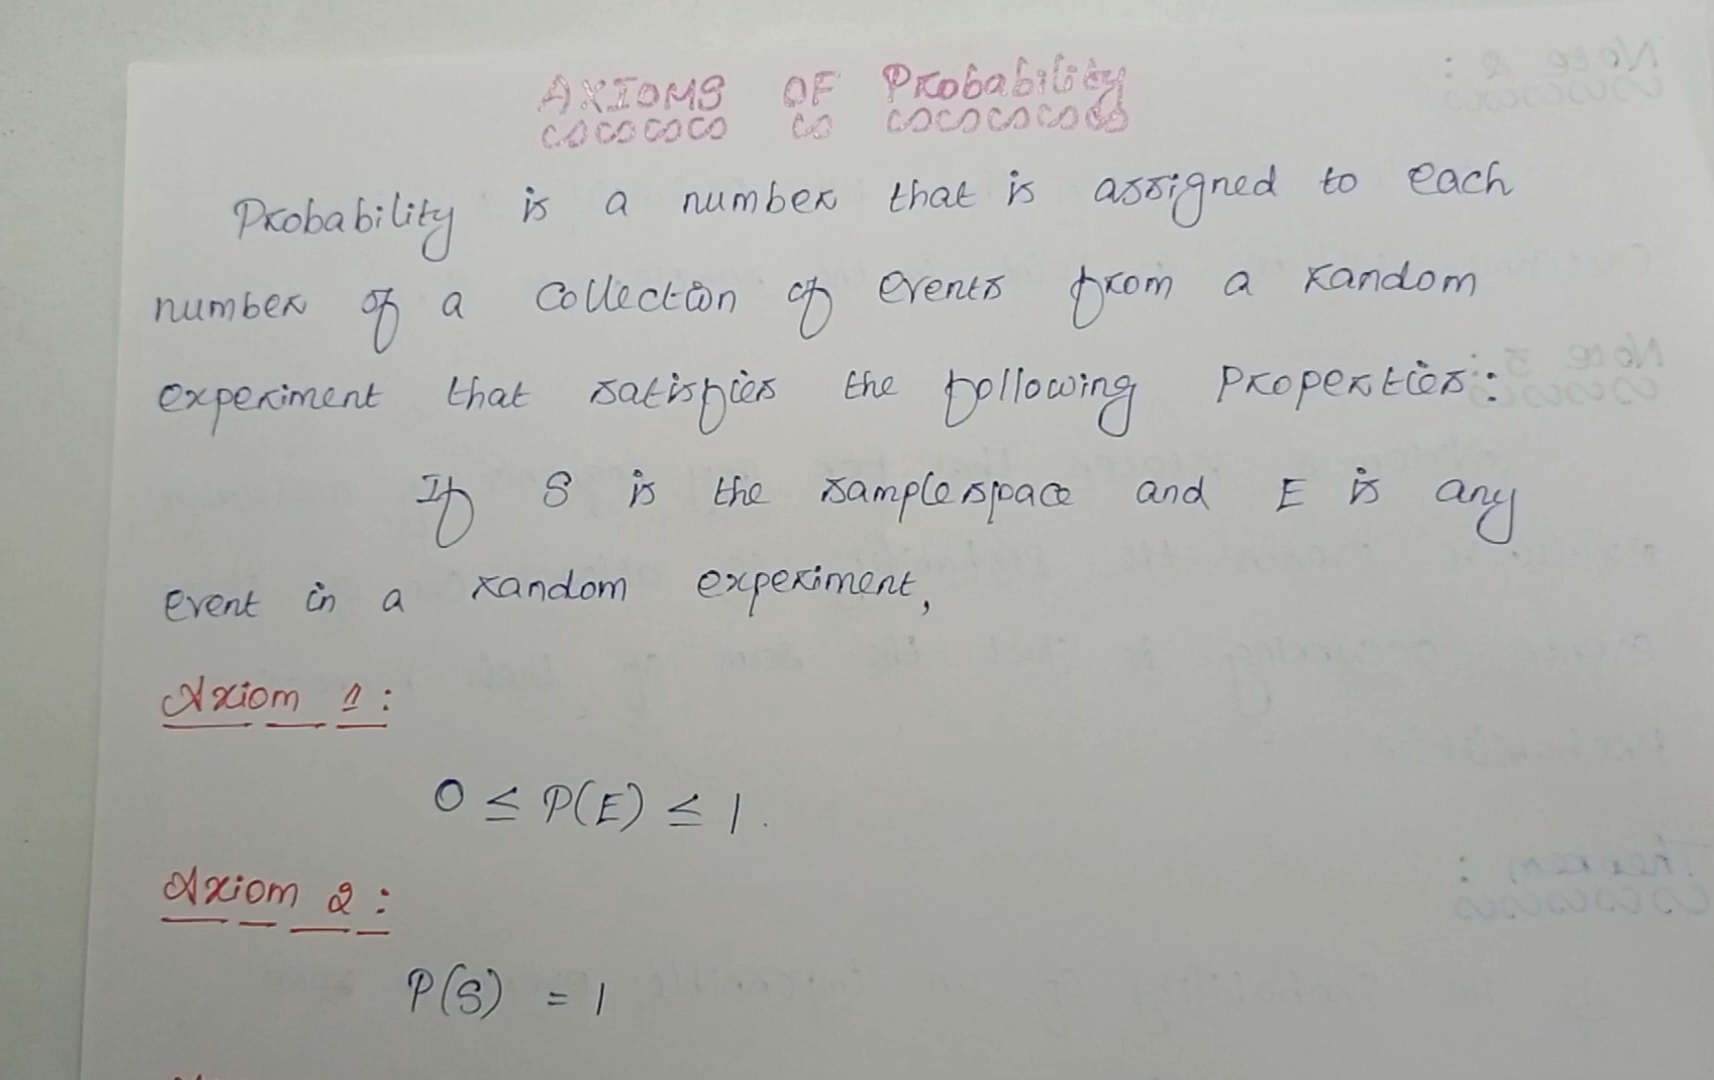 AXIOMS OF Probability
Probability is a number that is assigned to each
number of a collection of events from a random
experiment that satisfies the following Properties:
If S is the sample space and E is any
event in a random experiment,
Axiom 1:
0 ≤ P(E) ≤ 1.
Axiom 2:
P(S) = 1